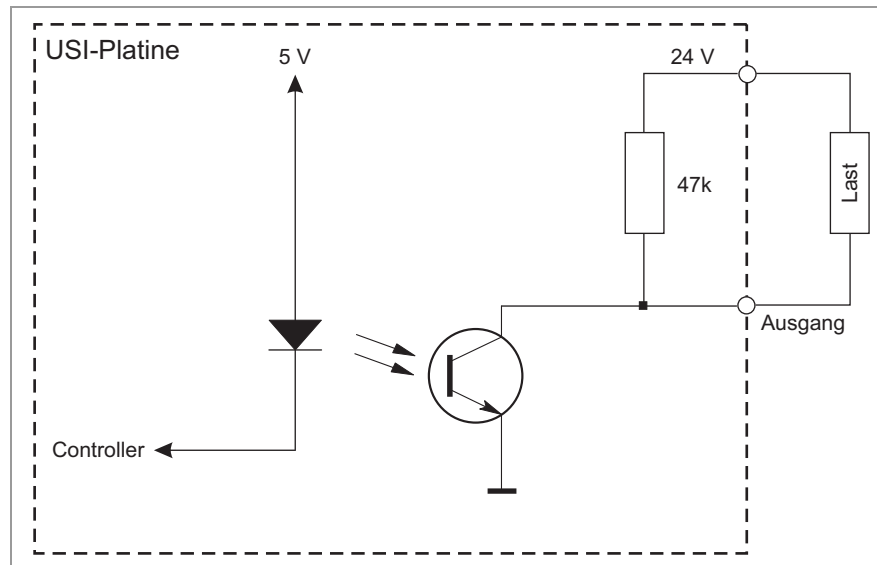 USI-Platine
5 V
24 V
47k
Last
Ausgang
Controller